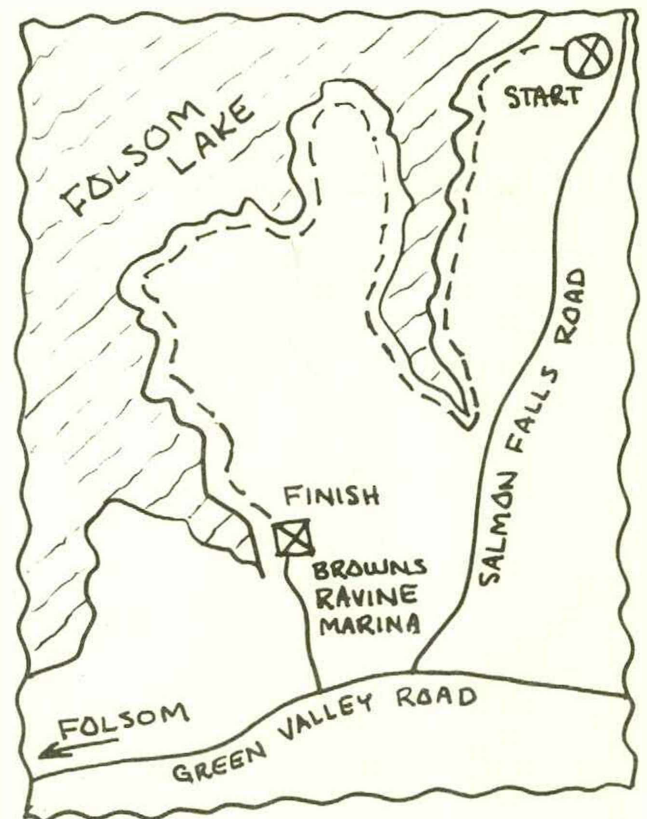 START
FOLSOM
LAKE
SALMON FALLS ROAD
FINISH
BROWNS
RAVINE
MARINA
FOLSOM
GREEN VALLEY ROAD